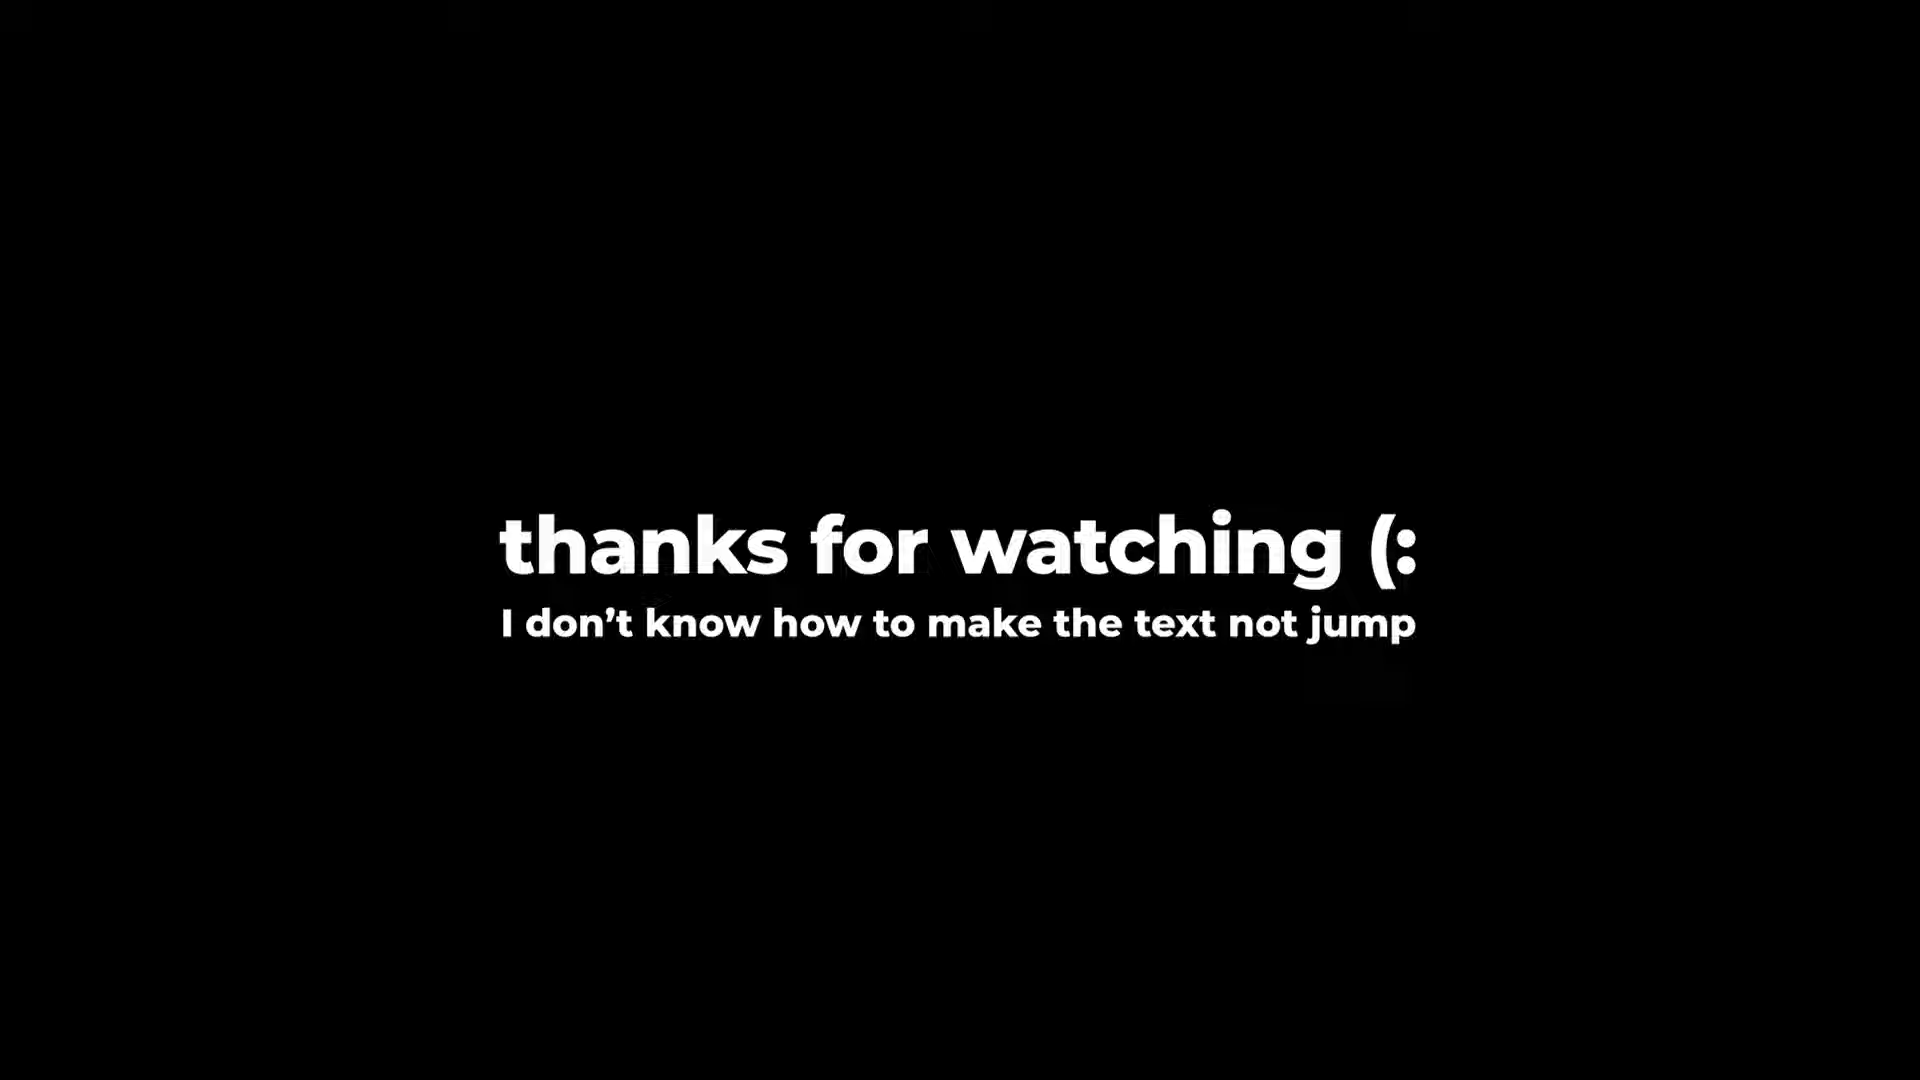 thanks for watching (:
I don’t know how to make the text not jump